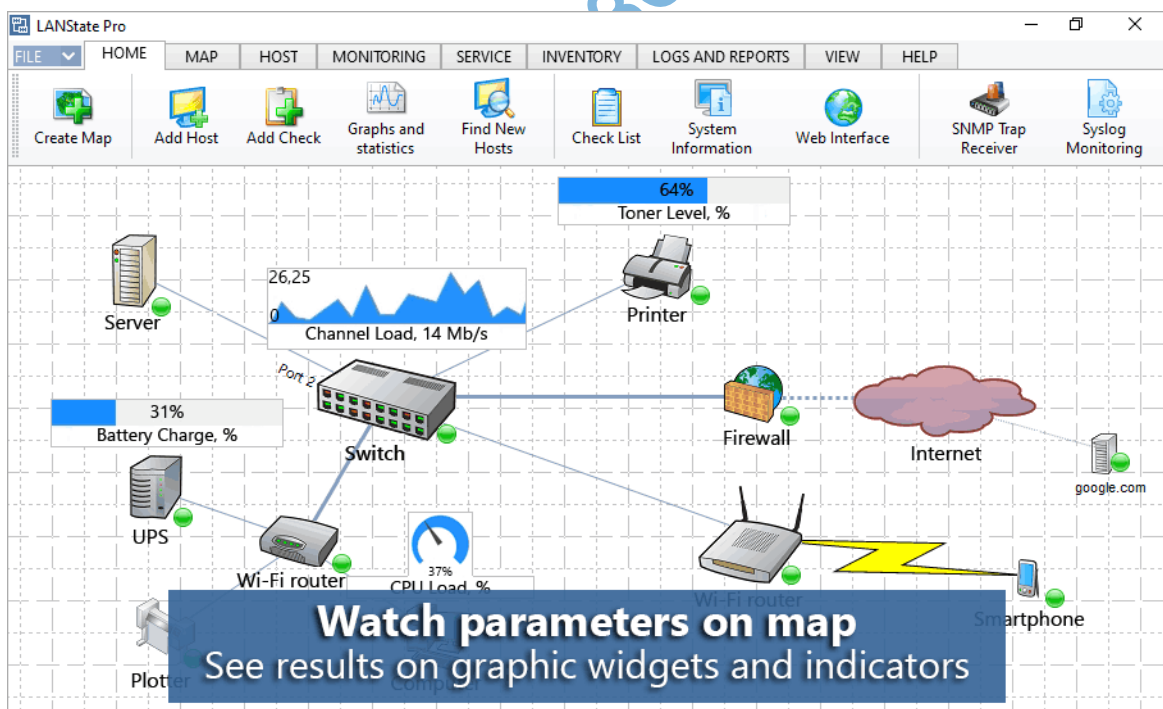 LANState Pro
FILE HOME MAP HOST MONITORING SERVICE INVENTORY LOGS AND REPORTS VIEW HELP
Create Map
Add Host
Add Check
Graphs and
statistics
Find New
Hosts
Check List
System
Information
Web Interface
SNMP Trap
Receiver
Syslog
Monitoring
64%
Toner Level, %
26,25
0
Channel Load, 14 Mb/s
Server
Printer
Port 2
31%
Battery Charge, %
Switch
Firewall
Internet
google.com
UPS
Wi-Fi router
37%
CPU Load, %
Wi-Fi router
Smartphone
Watch parameters on map
See results on graphic widgets and indicators
Plotter
Computer